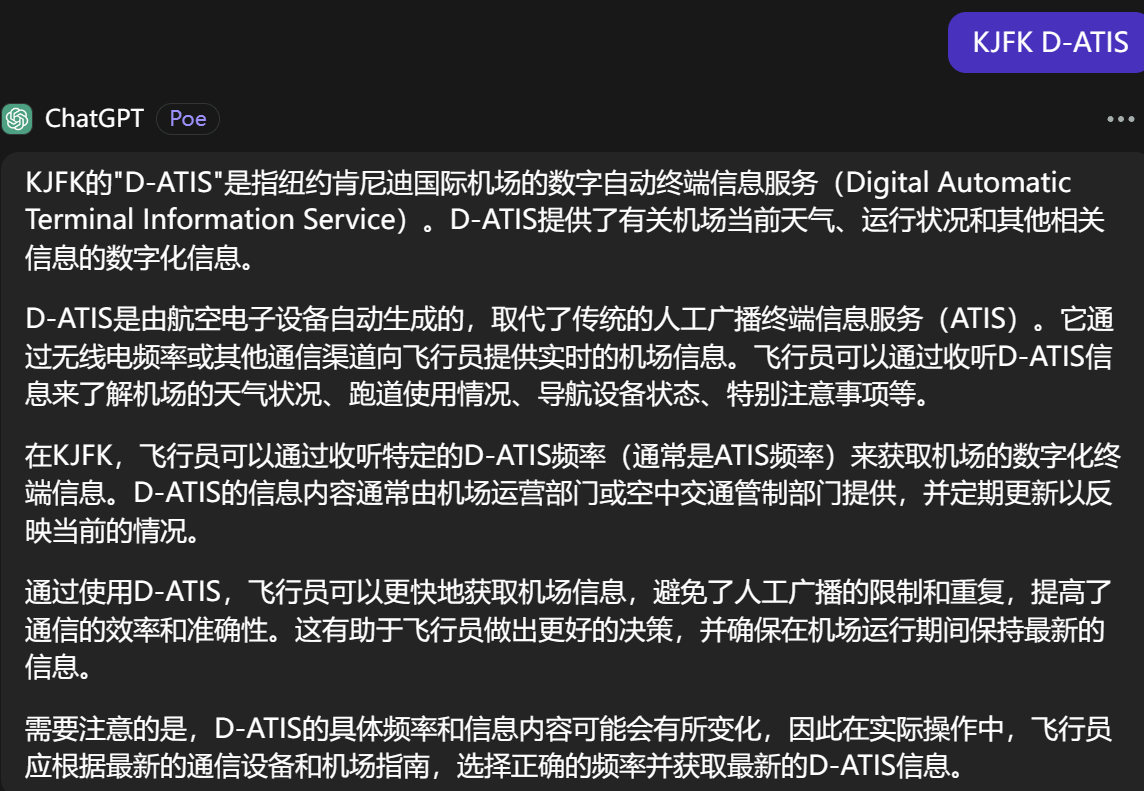 KJFK D-ATIS
ChatGPT Poe
KJFK的"D-ATIS"是指纽约肯尼迪国际机场的数字自动终端信息服务（Digital Automatic
Terminal Information Service）。D-ATIS提供了有关机场当前天气、运行状况和其他相关
信息的数字化信息。
D-ATIS是由航空电子设备自动生成的，取代了传统的人工广播终端信息服务（ATIS）。它通
过无线电频率或其他通信渠道向飞行员提供实时的机场信息。飞行员可以通过收听D-ATIS信
息来了解机场的天气状况、跑道使用情况、导航设备状态、特别注意事项等。
在KJFK，飞行员可以通过收听特定的D-ATIS频率（通常是ATIS频率）来获取机场的数字化终
端信息。D-ATIS的信息内容通常由机场运营部门或空中交通管制部门提供，并定期更新以反
映当前的情况。
通过使用D-ATIS，飞行员可以更快地获取机场信息，避免了人工广播的限制和重复，提高了
通信的效率和准确性。这有助于飞行员做出更好的决策，并确保在机场运行期间保持最新的
信息。
需要注意的是，D-ATIS的具体频率和信息内容可能会有所变化，因此在实际操作中，飞行员
应根据最新的通信设备和机场指南，选择正确的频率并获取最新的D-ATIS信息。